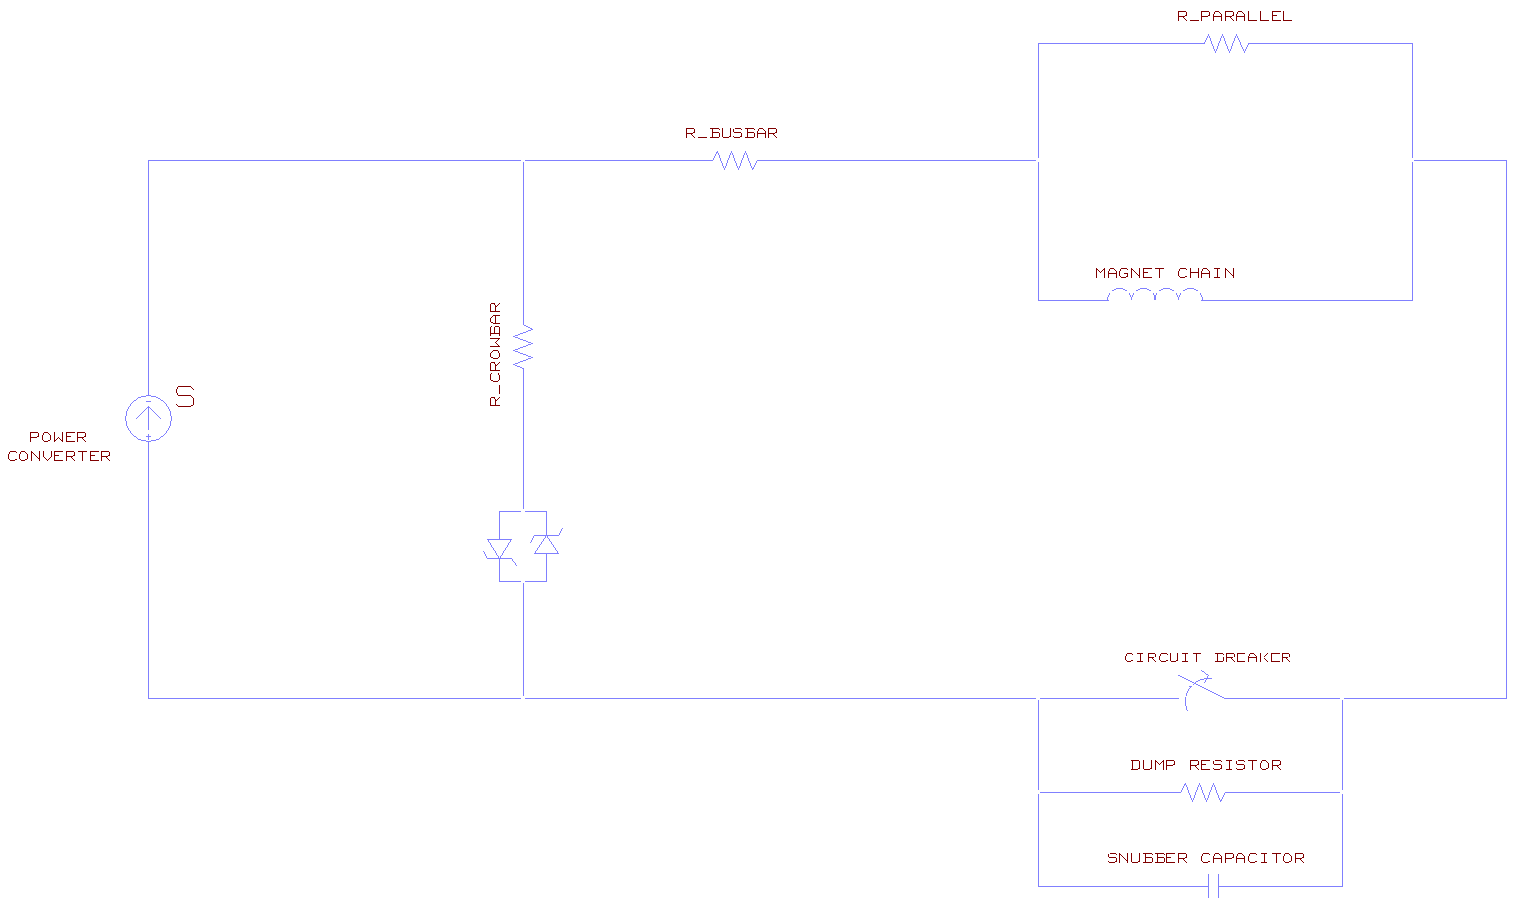 R_PARALLEL
R_BUSBAR
MAGNET CHAIN
R_CROWBAR
S
POWER
CONVERTER
CIRCUIT BREAKER
DUMP RESISTOR
SNUBBER CAPACITOR